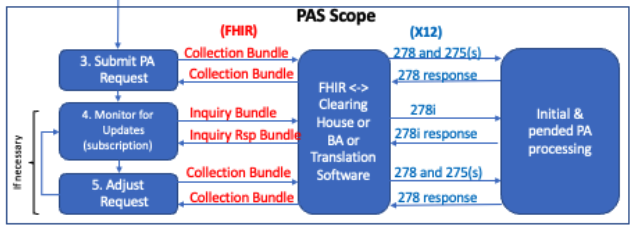 PAS Scope
(FHIR)
(X12)
3. Submit PA
Request
Collection Bundle
Collection Bundle
278 and 275(s)
278 response
4. Monitor for
Updates
(subscription)
Inquiry Bundle
Inquiry Rsp Bundle
278i
278i response
5. Adjust
Request
Collection Bundle
Collection Bundle
278 and 275(s)
278 response
FHIR <->
Clearing
House or
BA or
Translation
Software
Initial &
pended PA
processing
If necessary